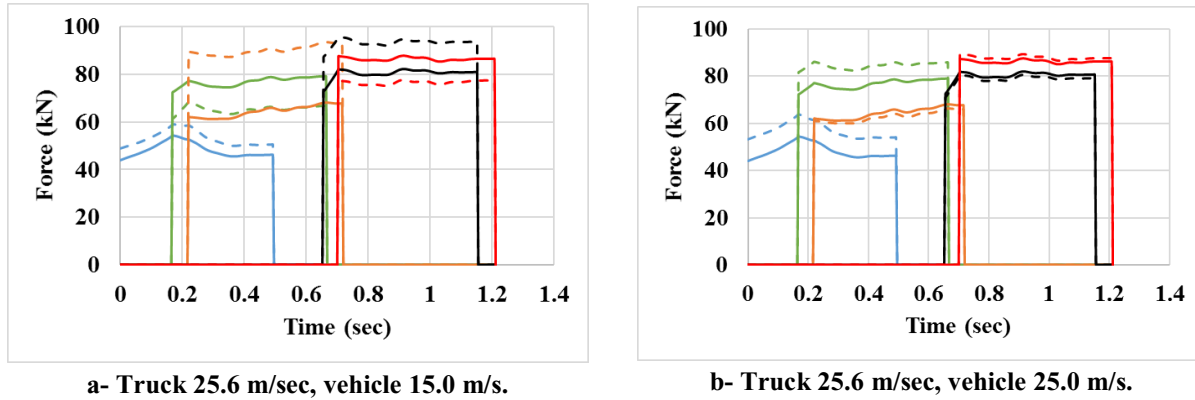 100
80
60
40
20
0
Force (kN)
0 0.2 0.4 0.6 0.8 1 1.2 1.4
Time (sec)
a- Truck 25.6 m/sec, vehicle 15.0 m/s.
100
80
60
40
20
0
Force (kN)
0 0.2 0.4 0.6 0.8 1 1.2 1.4
Time (sec)
b- Truck 25.6 m/sec, vehicle 25.0 m/s.